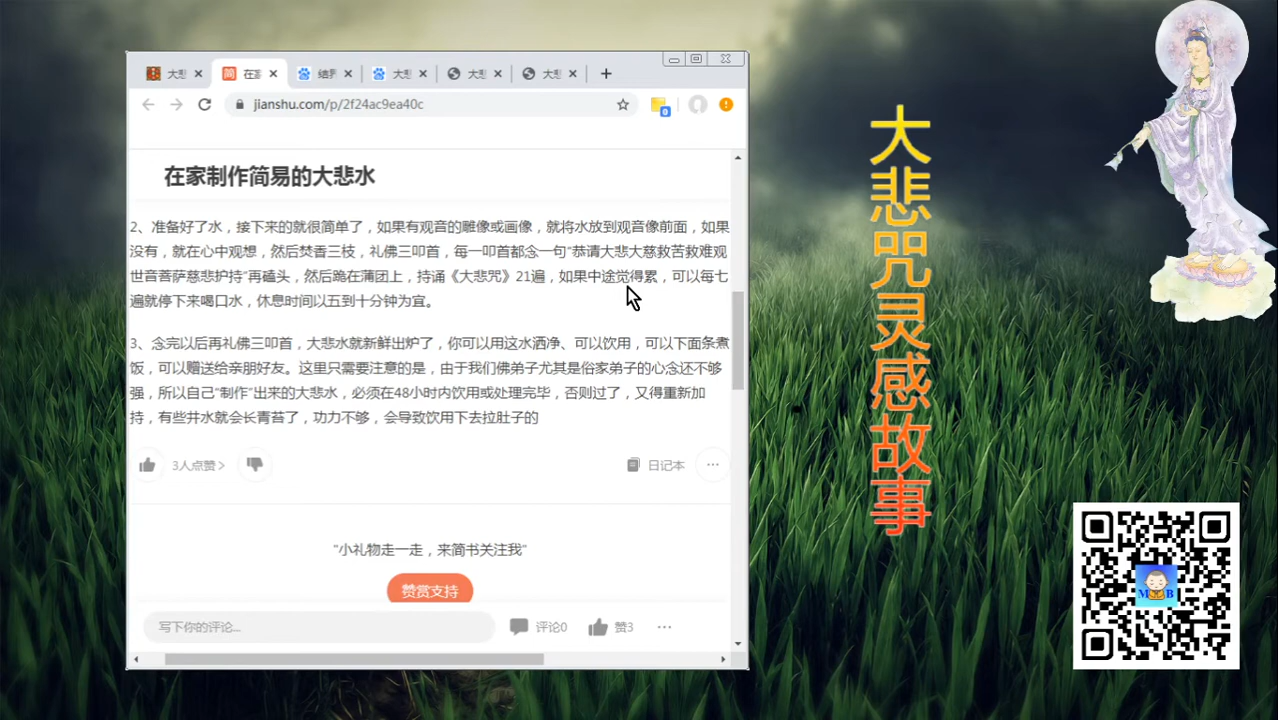 大悲 在家 结界 大悲 大悲 大悲
jianshu.com/p/2f24ac9ea40c
0
在家制作简易的大悲水
2、准备好了水，接下来的就很简单了，如果有观音的雕像或画像，就将水放到观音像前面，如果
没有，就在心中观想，然后焚香三枝，礼佛三叩首，每一叩首都念一句“恭请大悲大慈救苦救难观
世音菩萨慈悲护持”再磕头，然后跪在蒲团上，持诵《大悲咒》21遍，如果中途觉得累，可以每七
遍就停下来喝口水，休息时间以五到十分钟为宜。
3、念完以后再礼佛三叩首，大悲水就新鲜出炉了，你可以用这水洒净、可以饮用，可以下面条煮
饭，可以赠送给亲朋好友。这里只需要注意的是，由于我们佛弟子尤其是俗家弟子的心念还不够
强，所以自己“制作”出来的大悲水，必须在48小时内饮用或处理完毕，否则过了，又得重新加
持，有些井水就会长青苔了，功力不够，会导致饮用下去拉肚子的
3人点赞 >
日记本
“小礼物走一走，来简书关注我”
赞赏支持
写下你的评论...
评论0
赞3
大悲咒灵感故事
M B